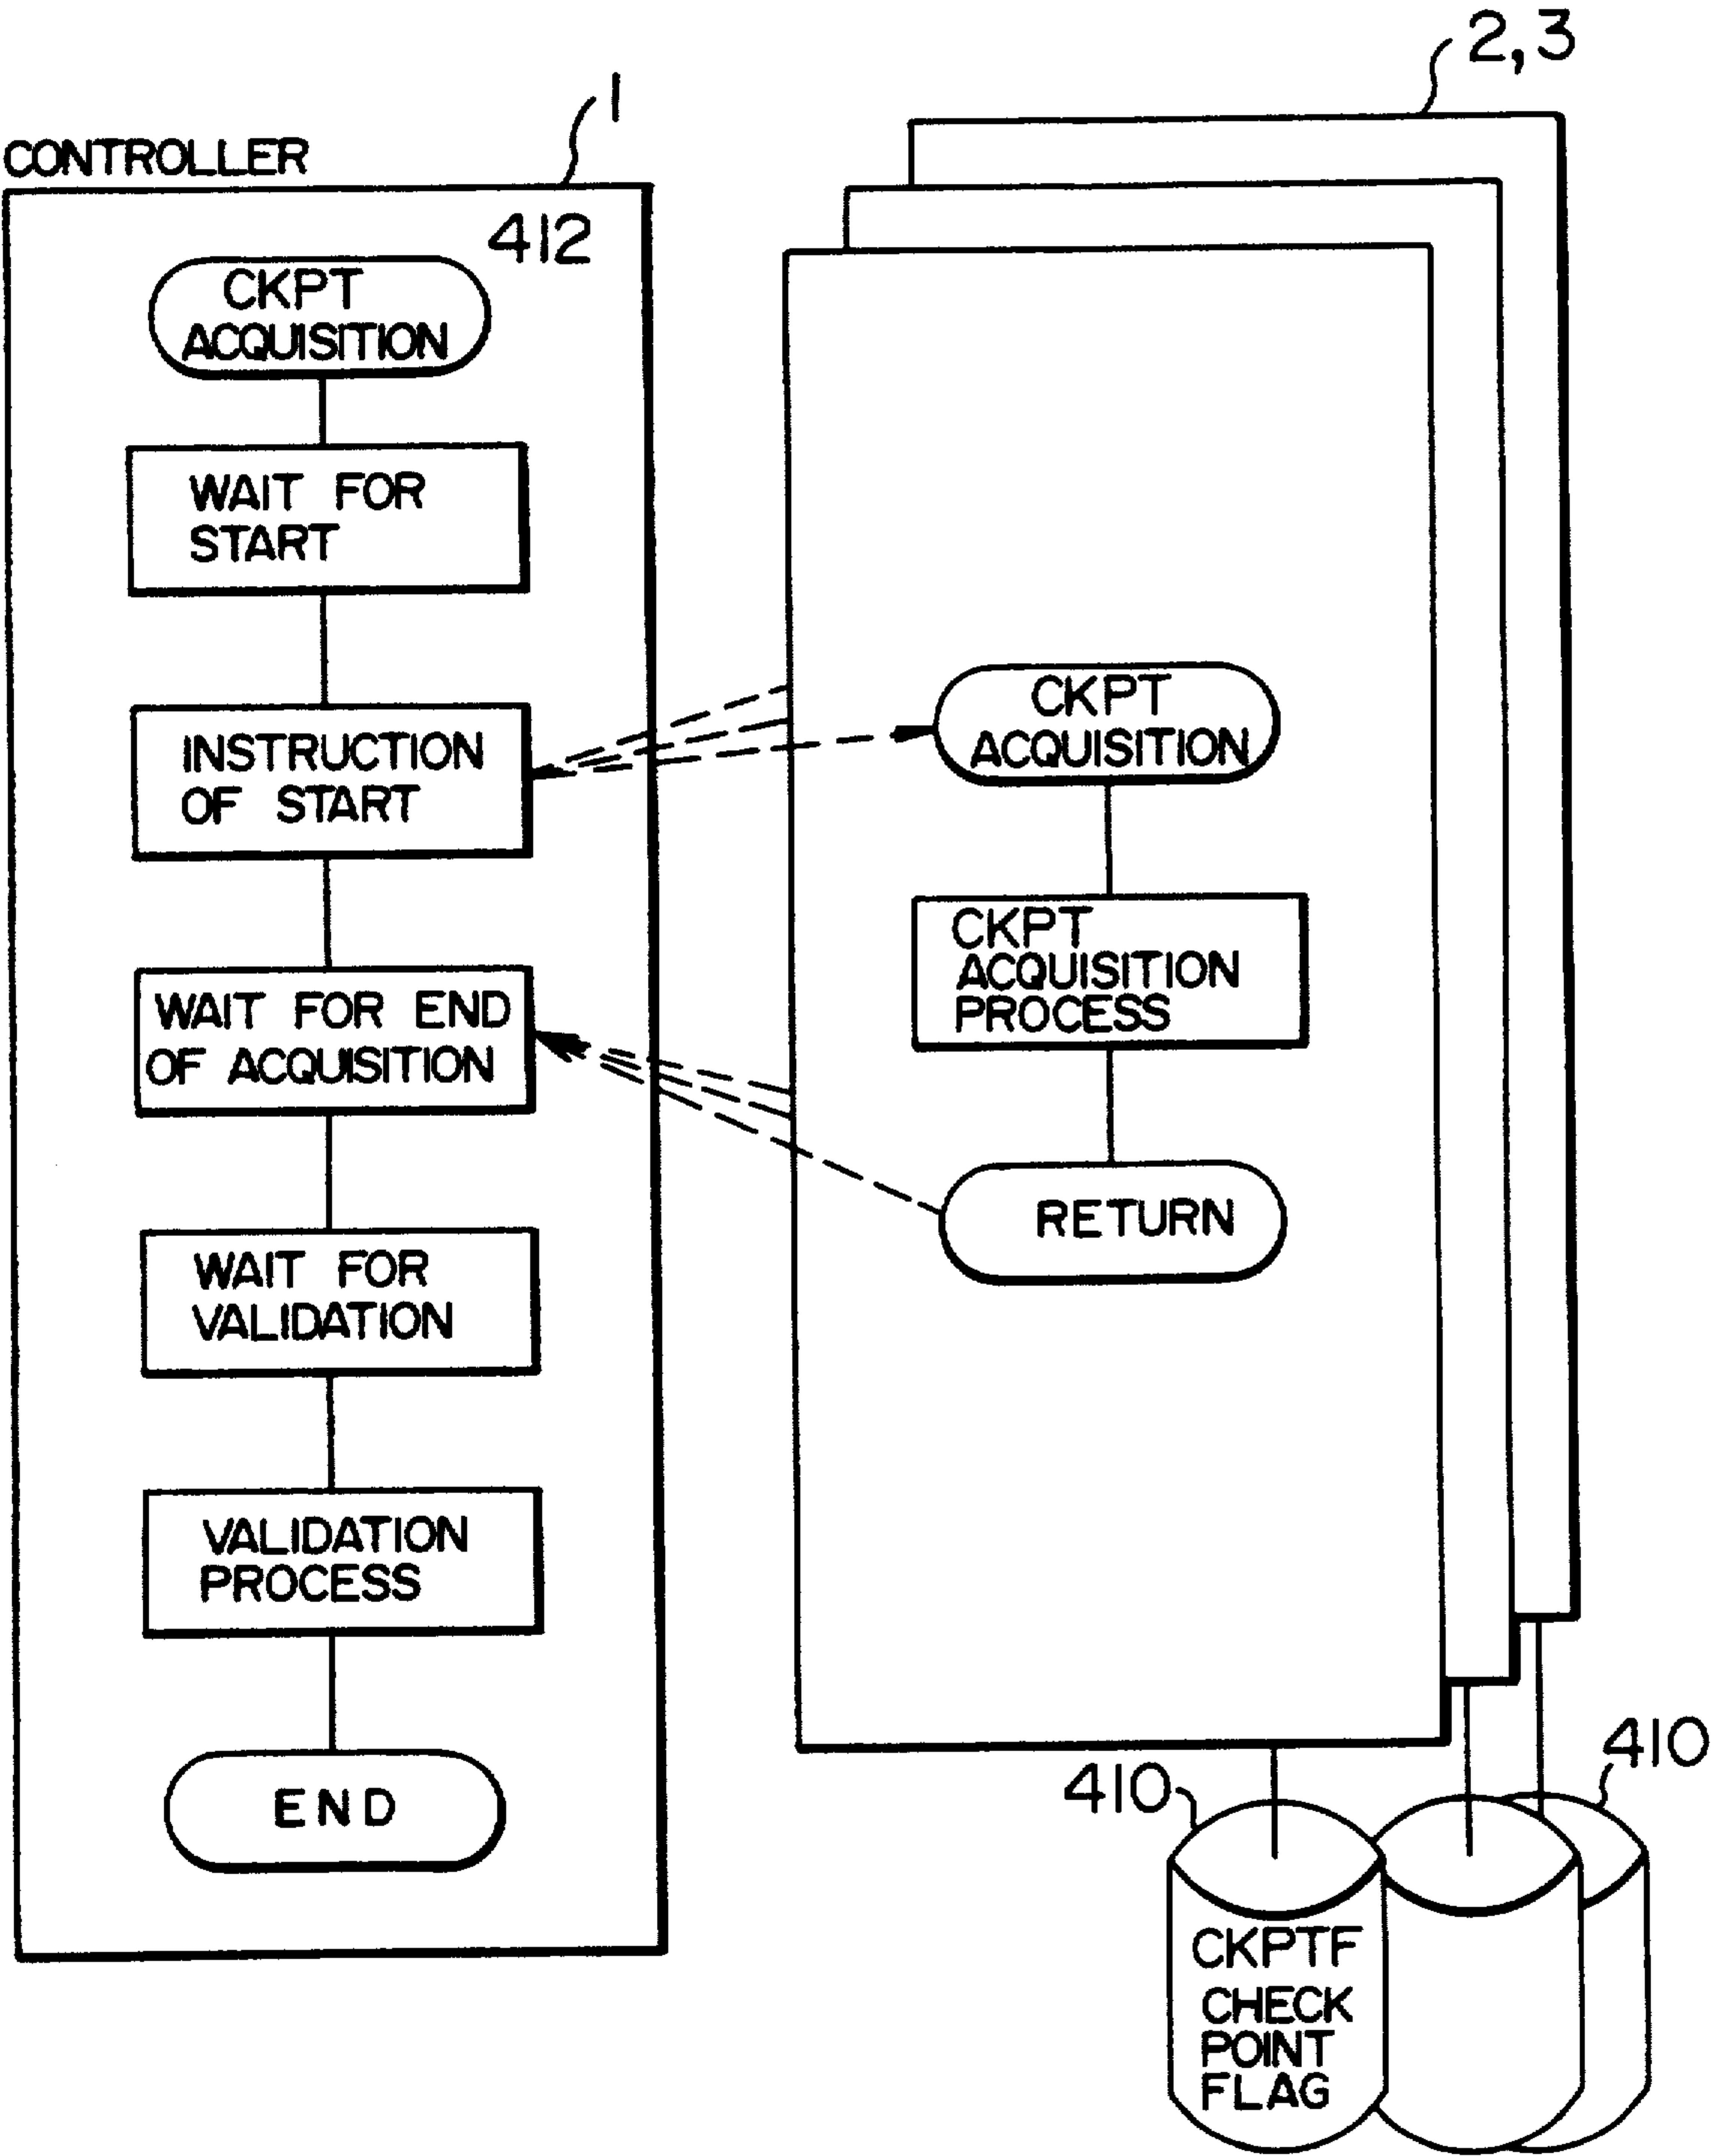 2,3
1
CONTROLLER
412
CKPT
ACQUISITION
WAIT FOR
START
INSTRUCTION
OF START
WAIT FOR END
OF ACQUISITION
WAIT FOR
VALIDATION
VALIDATION
PROCESS
END
CKPT
ACQUISITION
CKPT
ACQUISITION
PROCESS
RETURN
410
410
CKPTF
CHECK
POINT
FLAG